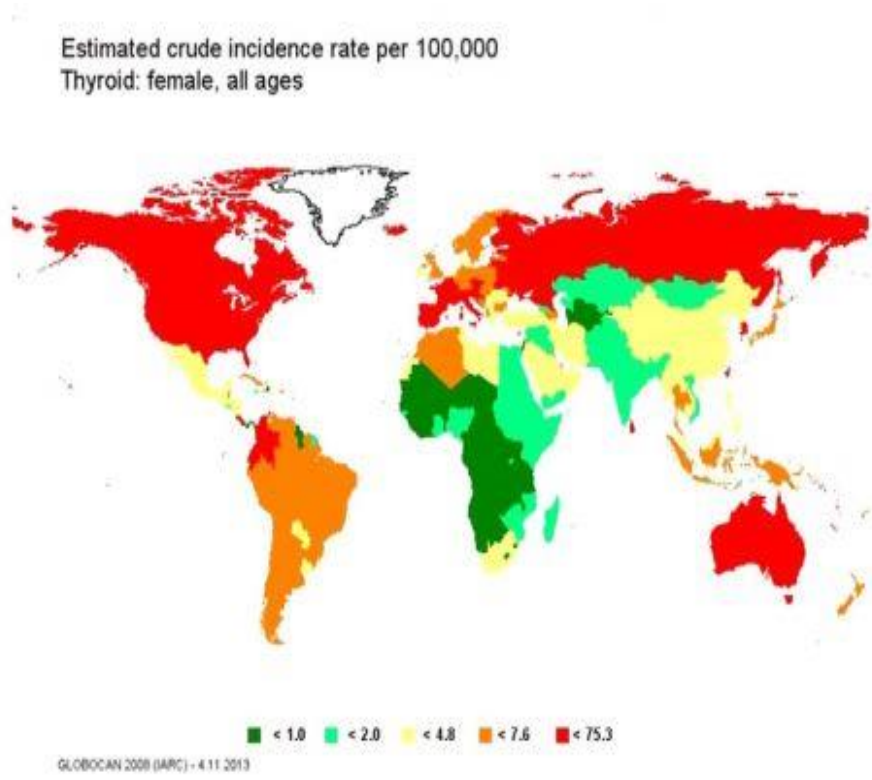 Estimated crude incidence rate per 100,000
Thyroid: female, all ages
< 1.0 < 2.0 < 4.8 < 7.6 < 75.3
GLOBOCAN 2008 (IARC) - 4.11.2013